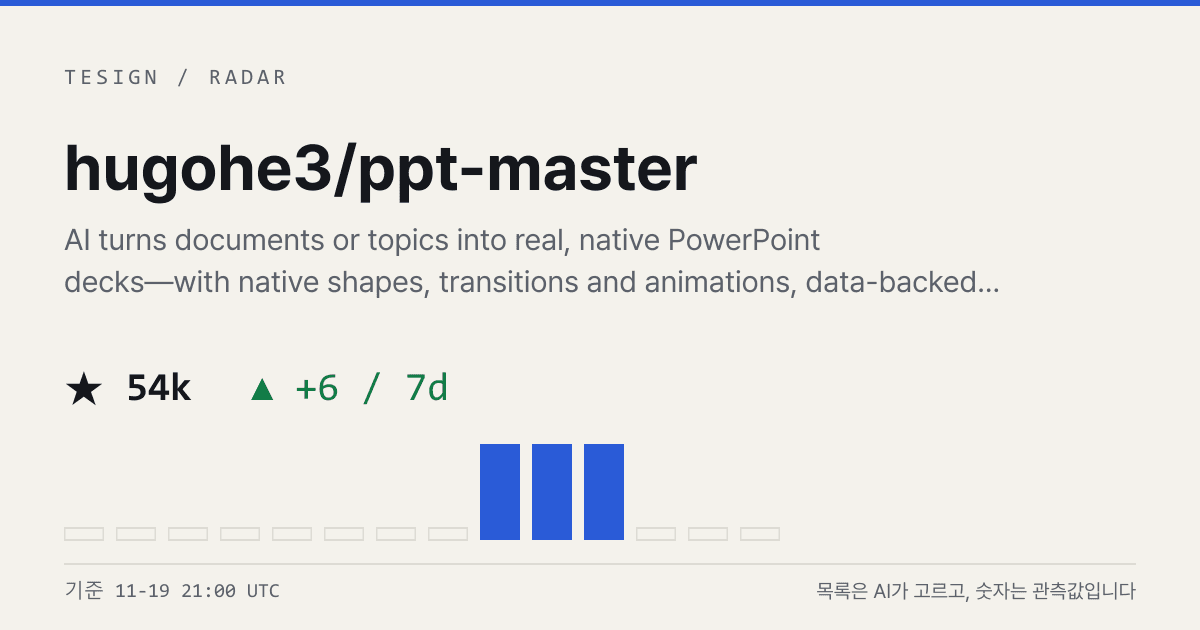 TESIGN / RADAR
hugohe3/ppt-master
AI turns documents or topics into real, native PowerPoint
decks—with native shapes, transitions and animations, data-backed...
★ 54k ▲ +6 / 7d
기준 11-19 21:00 UTC
목록은 AI가 고르고, 숫자는 관측값입니다